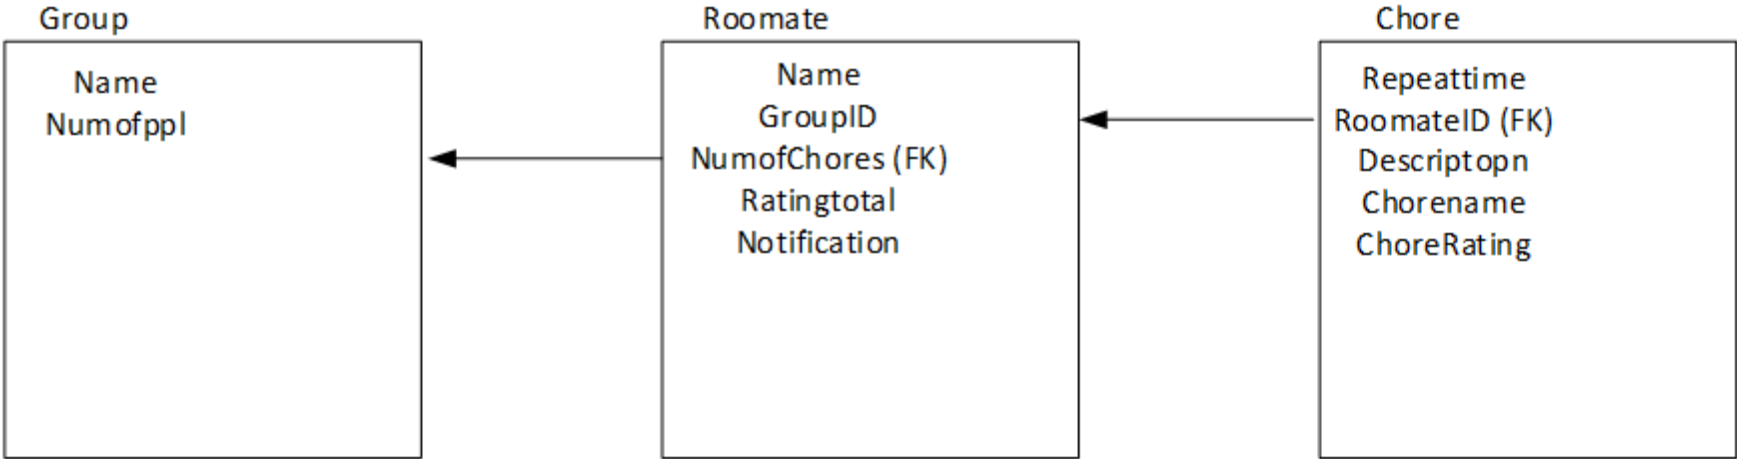 Group
Name
Numofppl
Roomate
Name
GroupID
NumofChores (FK)
Ratingtotal
Notification
Chore
Repeattime
RoomateID (FK)
Descriptopn
Chorename
ChoreRating